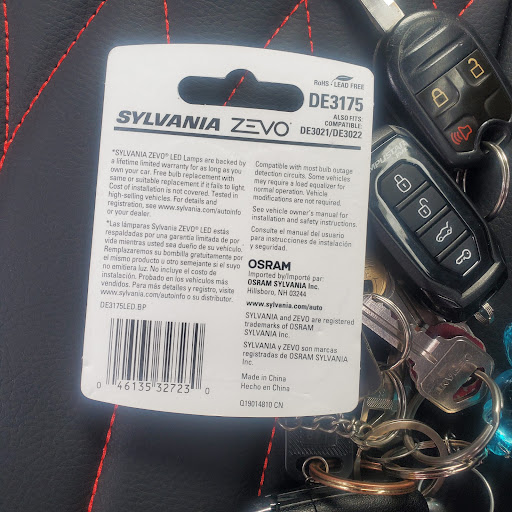 RoHS - LEAD FREE
DE3175
ALSO FITS
COMPATIBLE:
DE3021/DE3022
SYLVANIA ZEVO®
*SYLVANIA ZEVO® LED Lamps are backed by
a lifetime limited warranty for as long as you
own your car. Free bulb replacement with
same or suitable replacement if it fails to light.
Cost of installation is not covered. Tested in
high-selling vehicles. For details and
registration, see www.sylvania.com/autoinfo
or your dealer.
*Las lámparas Sylvania ZEVO® LED estás
respaldadas por una garantía limitada de por
vida mientras usted sea dueño de su vehículo.
Remplazaremos su bombilla gratuitamente por
el mismo producto u otro semejante si el suyo
no emitiera luz. No incluye el costo de
instalación. Probado en los vehículos más
vendidos. Para más detalles y registro, visite
www.sylvania.com/autoinfo o su distributor.
DE3175LED.BP
0 46135 32723 0
Compatible with most bulb outage
detection circuits. Some vehicles
may require a load equalizer for
normal operation. Vehicle
modifications are not required.
See vehicle owner's manual for
installation and safety instructions.
Consulte el manual del usuario
para instrucciones de instalación
y seguridad.
OSRAM
Imported by/Importé par:
OSRAM SYLVANIA Inc.
Hillsboro, NH 03244
www.sylvania.com/auto
SYLVANIA and ZEVO are registered
trademarks of OSRAM
SYLVANIA Inc.
SYLVANIA y ZEVO son marcas
registradas de OSRAM SYLVANIA
Inc.
Made in China
Hecho en China
Q19014810 CN